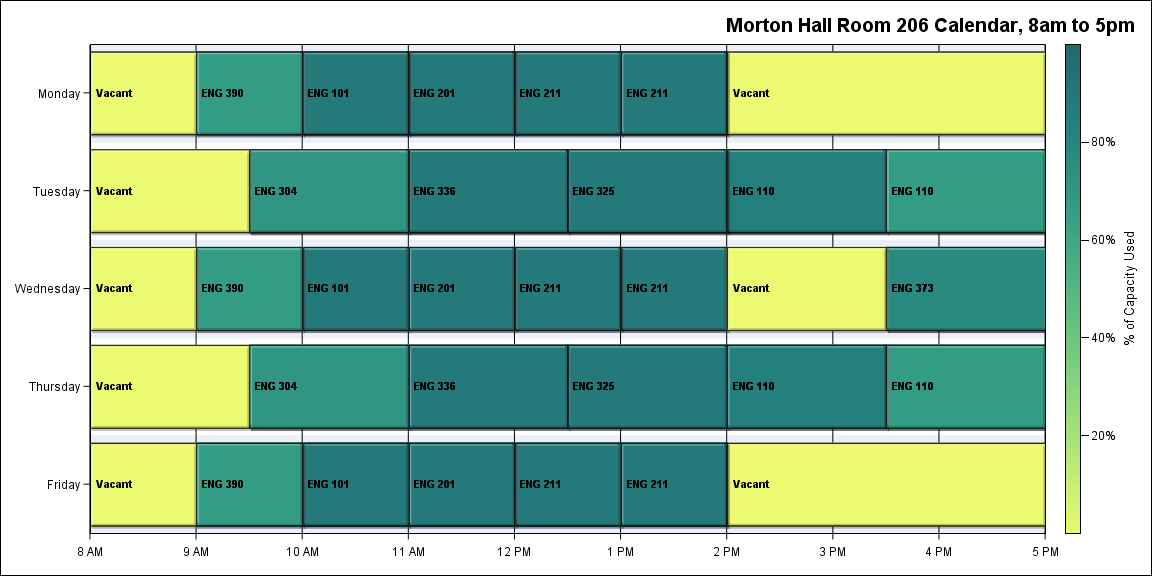 Morton Hall Room 206 Calendar, 8am to 5pm
Monday Vacant ENG 390 ENG 101 ENG 201 ENG 211 ENG 211 Vacant
Tuesday Vacant ENG 304 ENG 336 ENG 325 ENG 110 ENG 110
Wednesday Vacant ENG 390 ENG 101 ENG 201 ENG 211 ENG 211 Vacant ENG 373
Thursday Vacant ENG 304 ENG 336 ENG 325 ENG 110 ENG 110
Friday Vacant ENG 390 ENG 101 ENG 201 ENG 211 ENG 211 Vacant
8 AM 9 AM 10 AM 11 AM 12 PM 1 PM 2 PM 3 PM 4 PM 5 PM
80%
60%
40%
20%
% of Capacity Used